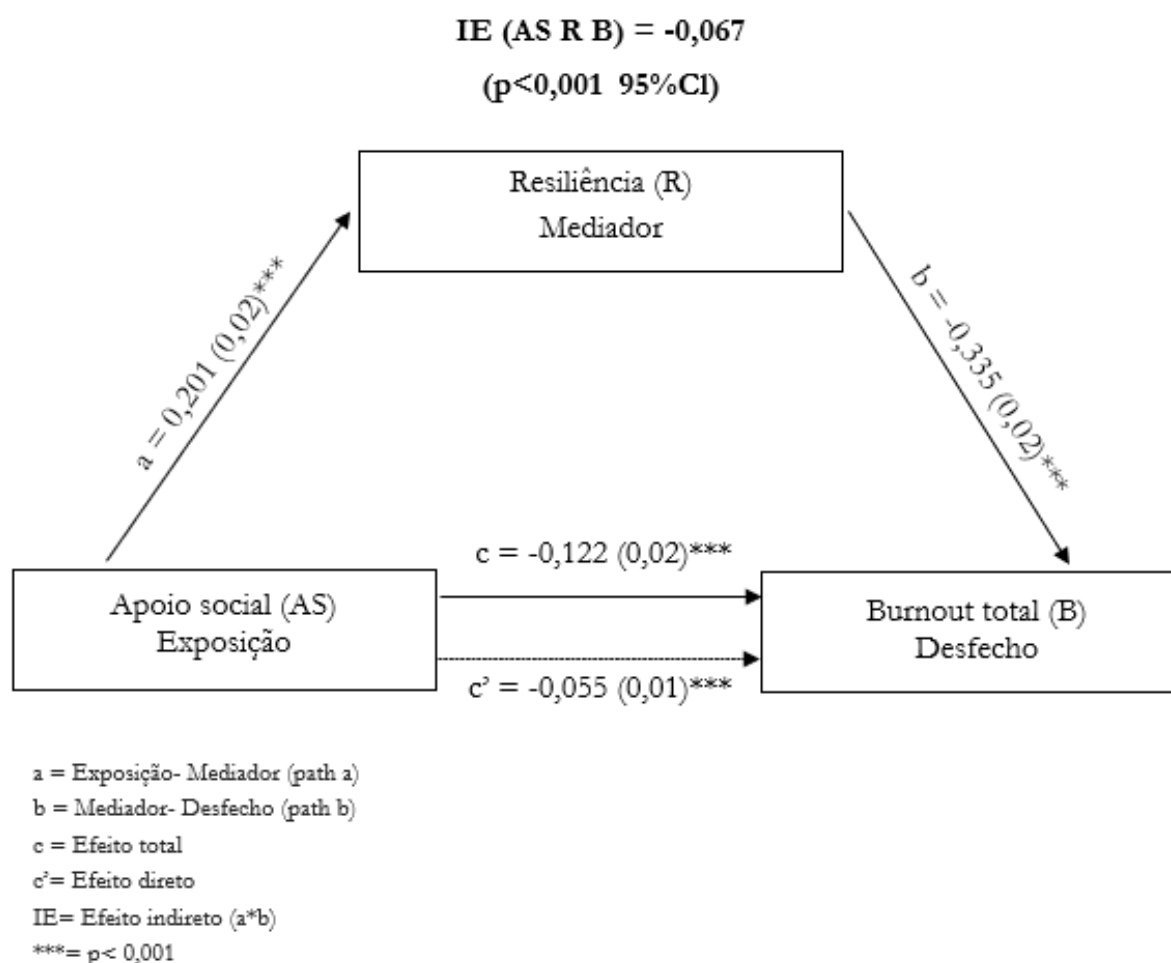 IE (AS R B) = -0,067
(p<0,001 95%Cl)
Resiliência (R)
Mediador
a = 0,201 (0,02)***
b = -0,335 (0,02)***
c = -0,122 (0,02)***
Apoio social (AS)
Exposição
Burnout total (B)
Desfecho
c’ = -0,055 (0,01)***
a = Exposição- Mediador (path a)
b = Mediador- Desfecho (path b)
c = Efeito total
c’= Efeito direto
IE= Efeito indireto (a*b)
***= p< 0,001